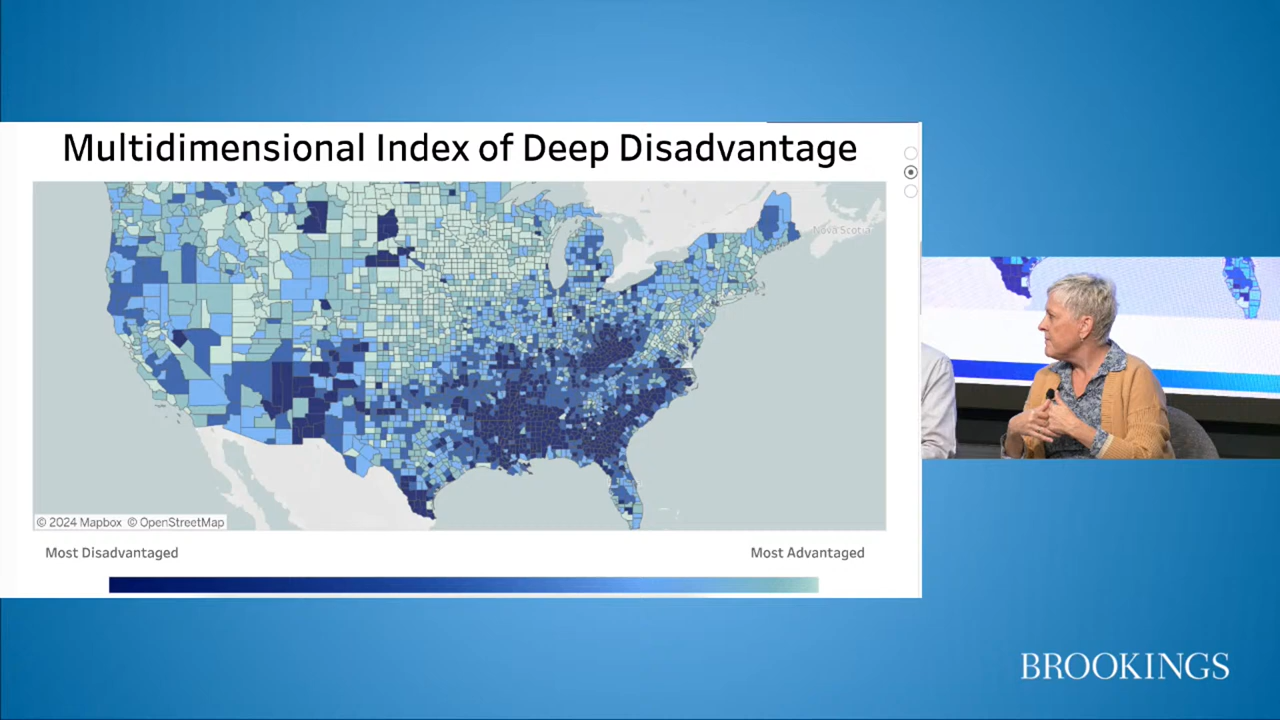 Multidimensional Index of Deep Disadvantage
Nova Scotia
© 2024 Mapbox © OpenStreetMap
Most Disadvantaged
Most Advantaged
BROOKINGS